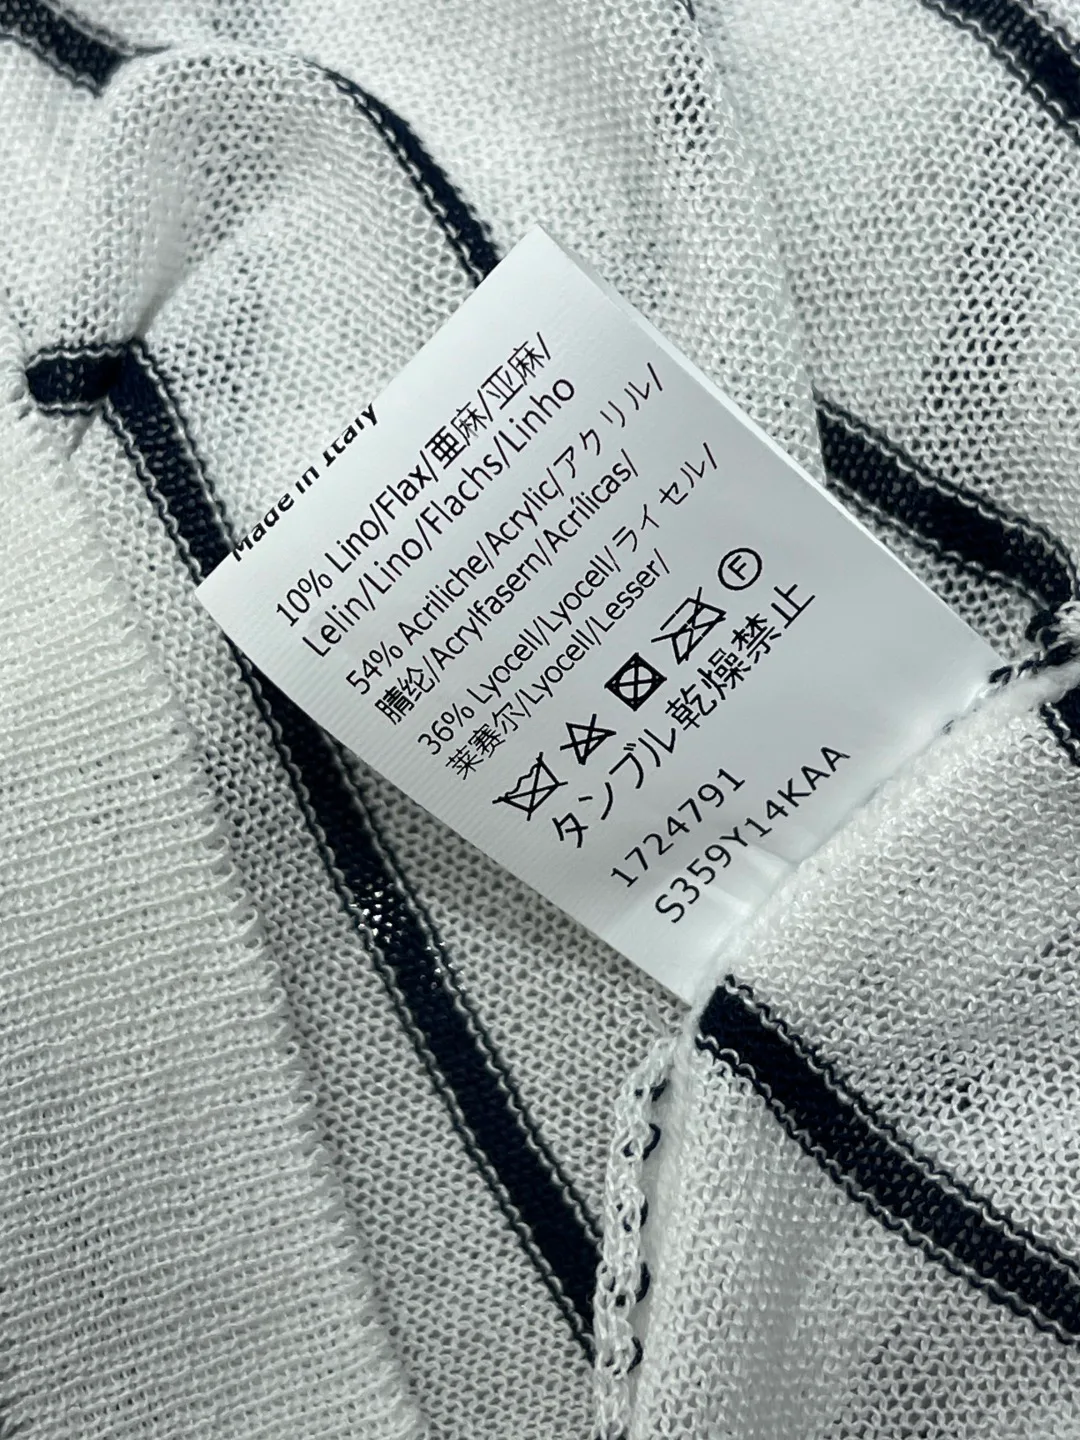 Made in Italy
10% Lino/Flax/亜麻/亚麻/
Lelin/Lino/Flachs/Linho
54% Acriliche/Acrylic/アクリル/
腈纶/Acrylfasern/Acrílicas/
36% Lyocell/Lyocell/ライセル/
莱赛尔/Lyocell/Lesser/
F
タンブル乾燥禁止
1724791
S359Y14KAA